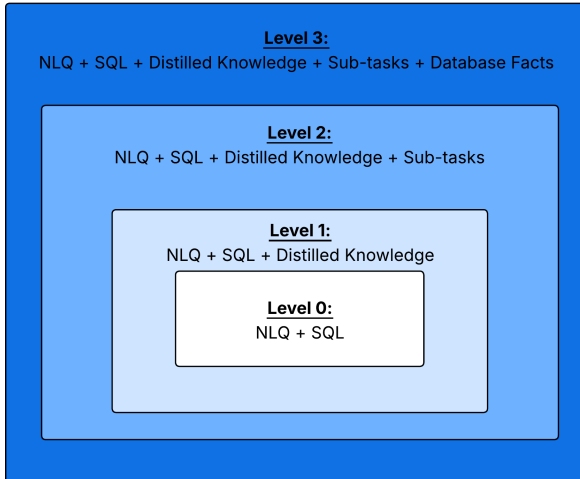 Level 3:
NLQ + SQL + Distilled Knowledge + Sub-tasks + Database Facts
Level 2:
NLQ + SQL + Distilled Knowledge + Sub-tasks
Level 1:
NLQ + SQL + Distilled Knowledge
Level 0:
NLQ + SQL